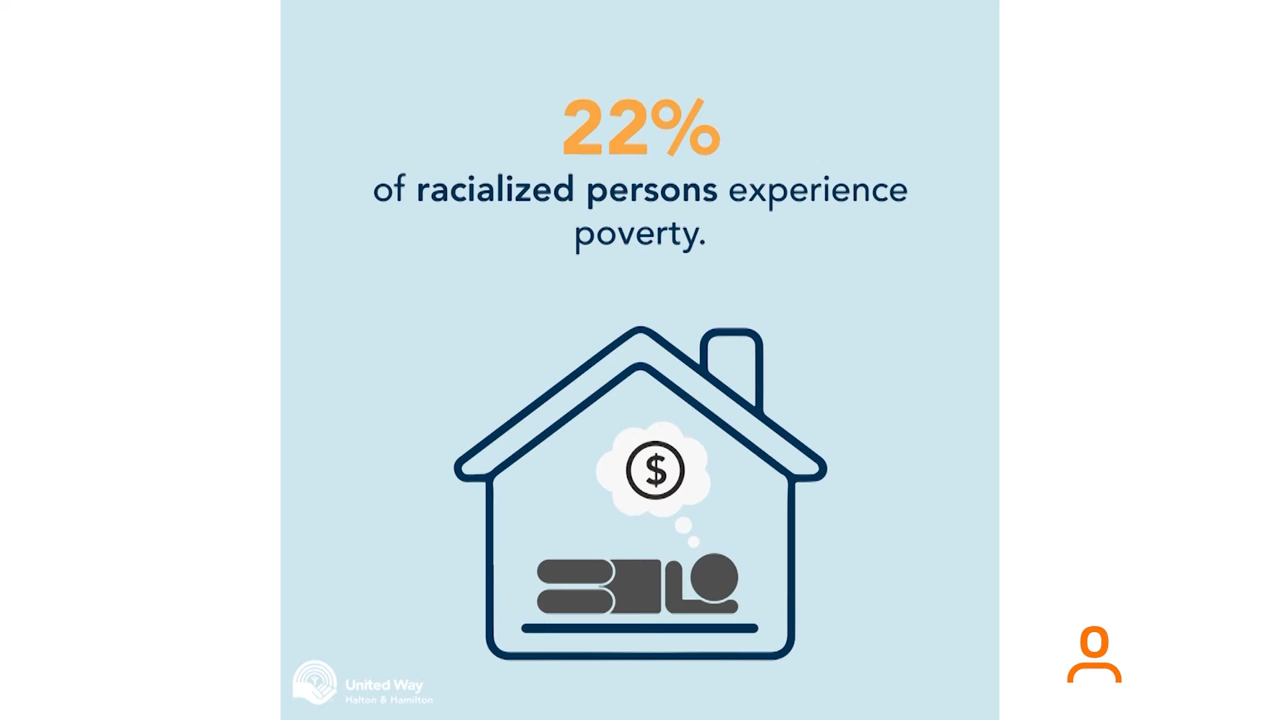 22%
of racialized persons experience
poverty.
$
United Way
Halton & Hamilton